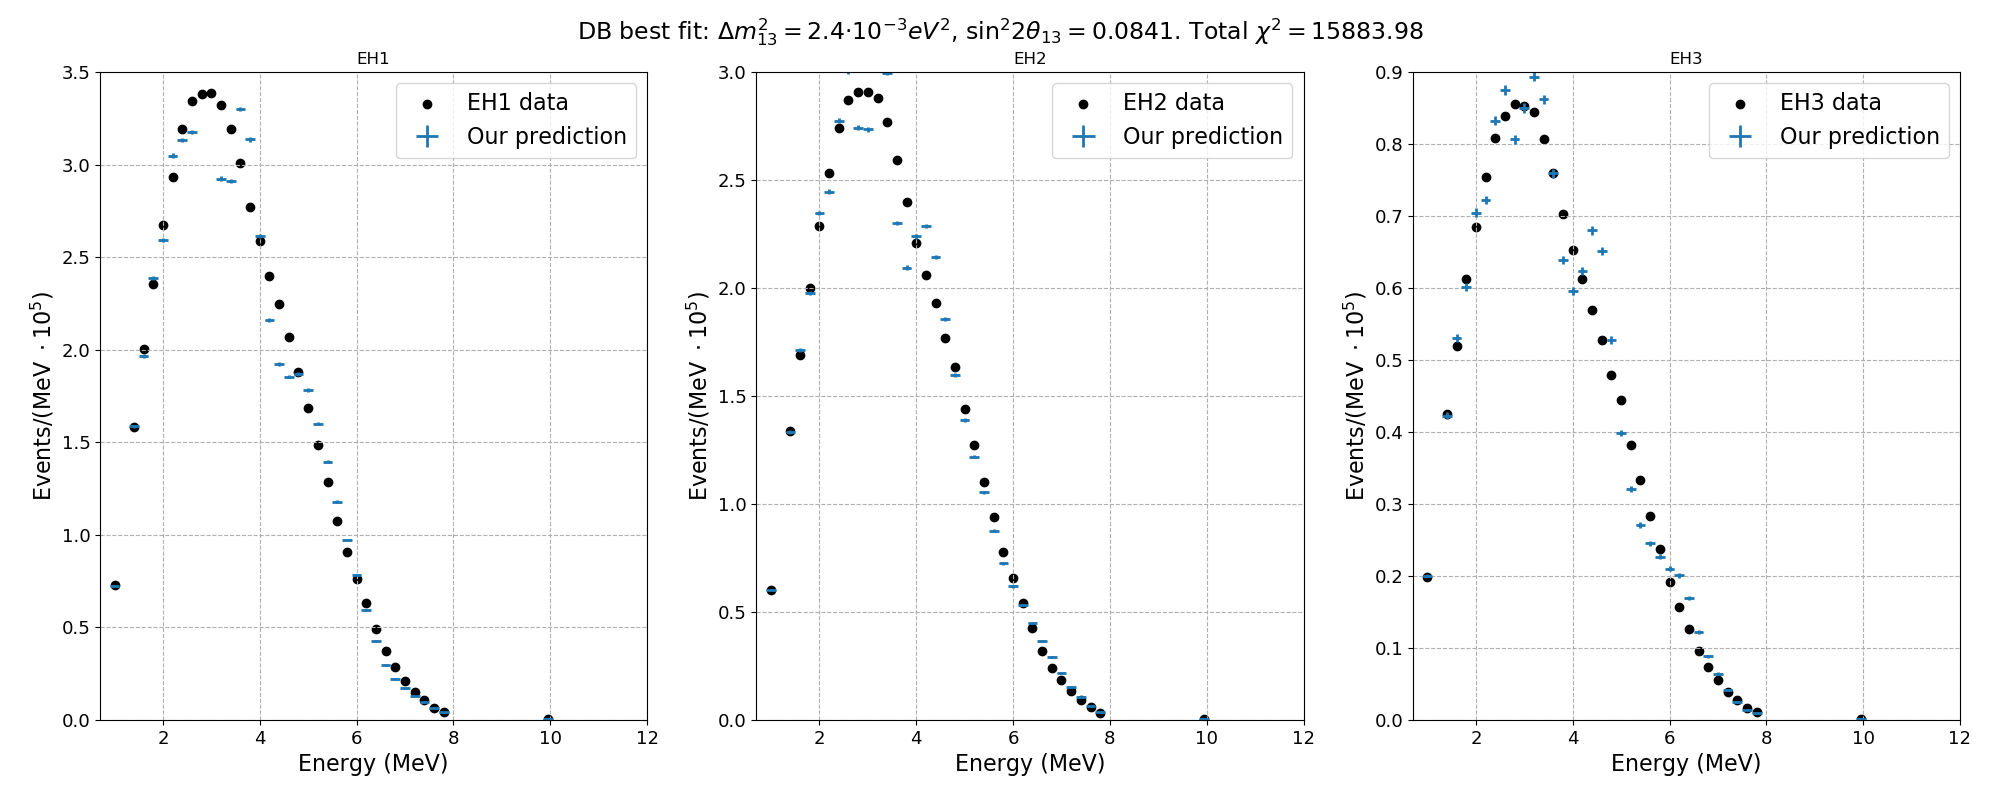 DB best fit: Δm²₁₃ = 2.4·10⁻³eV², sin²2θ₁₃ = 0.0841. Total χ² = 15883.98
EH1
3.5
3.0
2.5
2.0
1.5
1.0
0.5
0.0
2 4 6 8 10 12
Energy (MeV)
Events/(MeV · 10⁵)
EH1 data
Our prediction
EH2
3.0
2.5
2.0
1.5
1.0
0.5
0.0
2 4 6 8 10 12
Energy (MeV)
Events/(MeV · 10⁵)
EH2 data
Our prediction
EH3
0.9
0.8
0.7
0.6
0.5
0.4
0.3
0.2
0.1
0.0
2 4 6 8 10 12
Energy (MeV)
Events/(MeV · 10⁵)
EH3 data
Our prediction